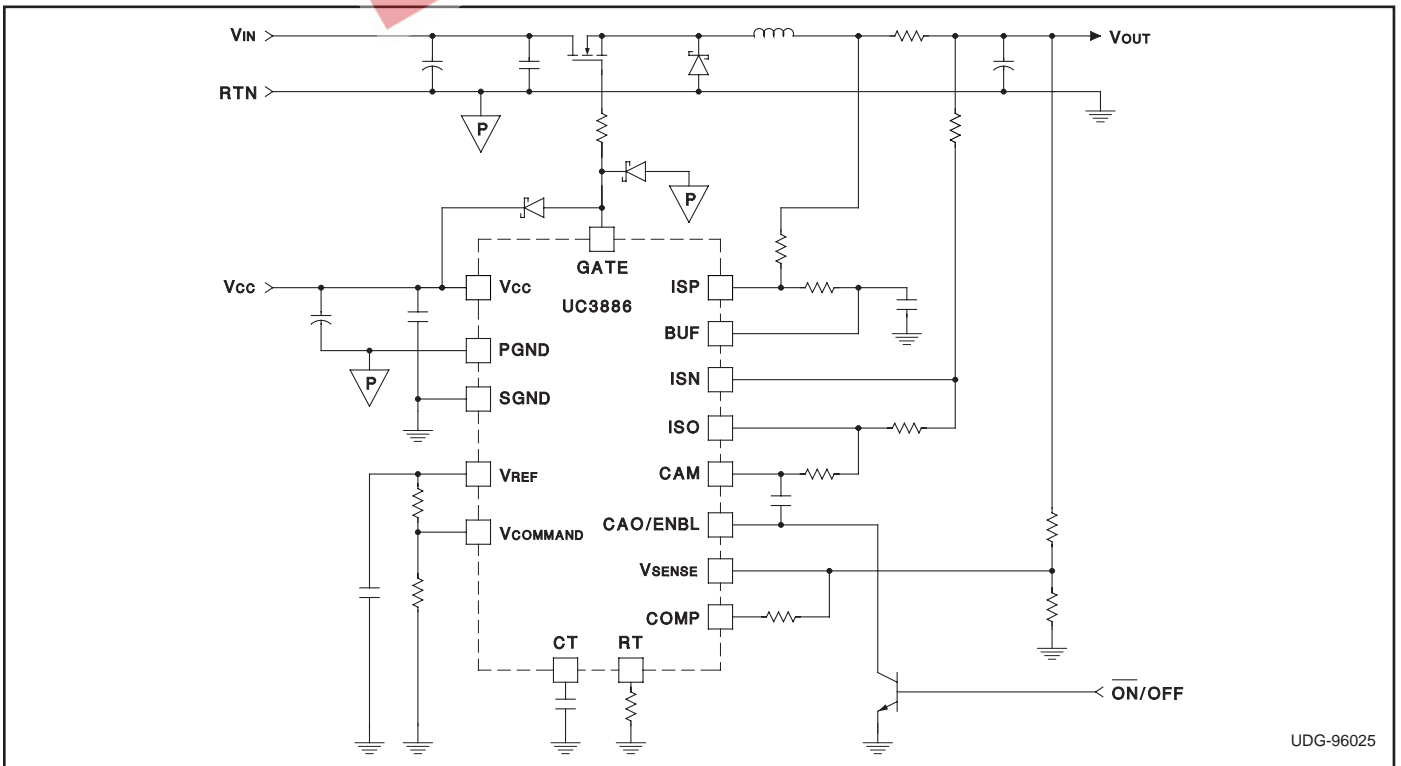 VIN
VOUT
RTN
P
P
GATE
VCC
VCC
ISP
UC3886
BUF
PGND
P
ISN
SGND
ISO
VREF
CAM
VCOMMAND
CAO/ENBL
VSENSE
COMP
CT
RT
ON/OFF
UDG-96025